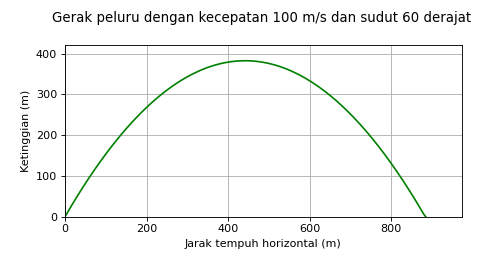 Gerak peluru dengan kecepatan 100 m/s dan sudut 60 derajat
400
300
200
100
0
Ketinggian (m)
0 200 400 600 800
Jarak tempuh horizontal (m)